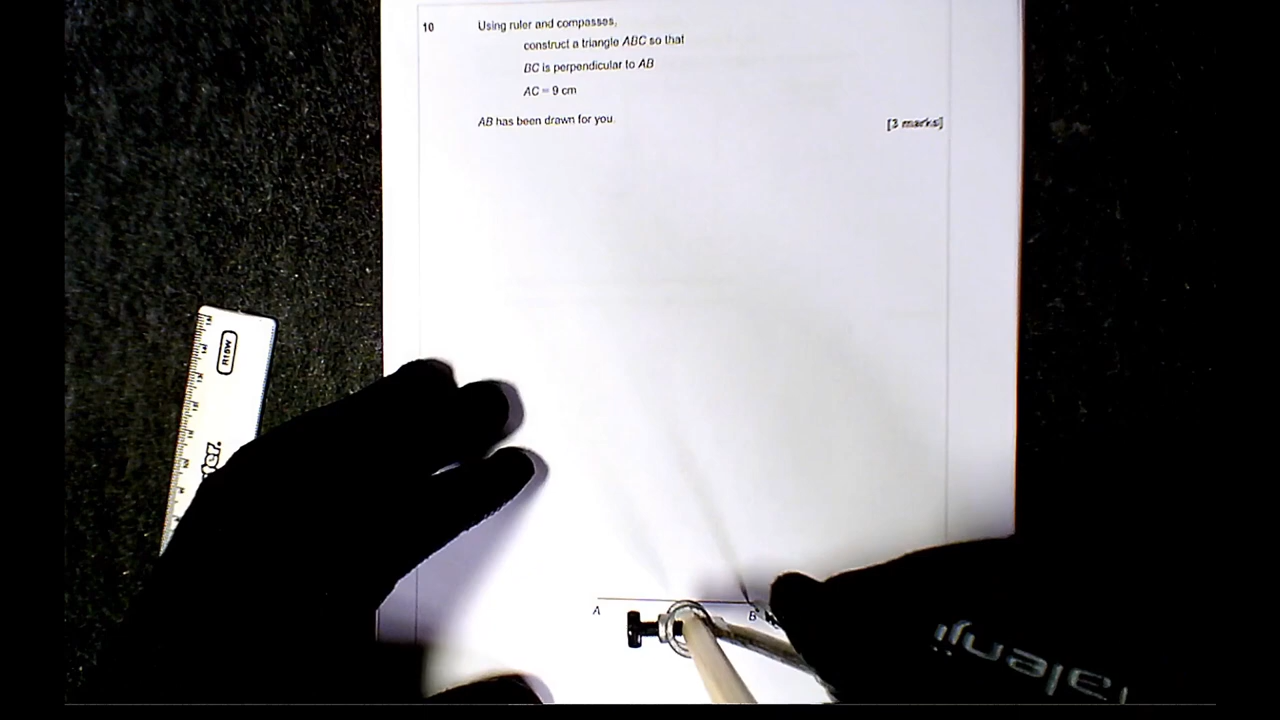 10 Using ruler and compasses,
construct a triangle ABC so that
BC is perpendicular to AB
AC = 9 cm
AB has been drawn for you.
[3 marks]
R15W
A
B